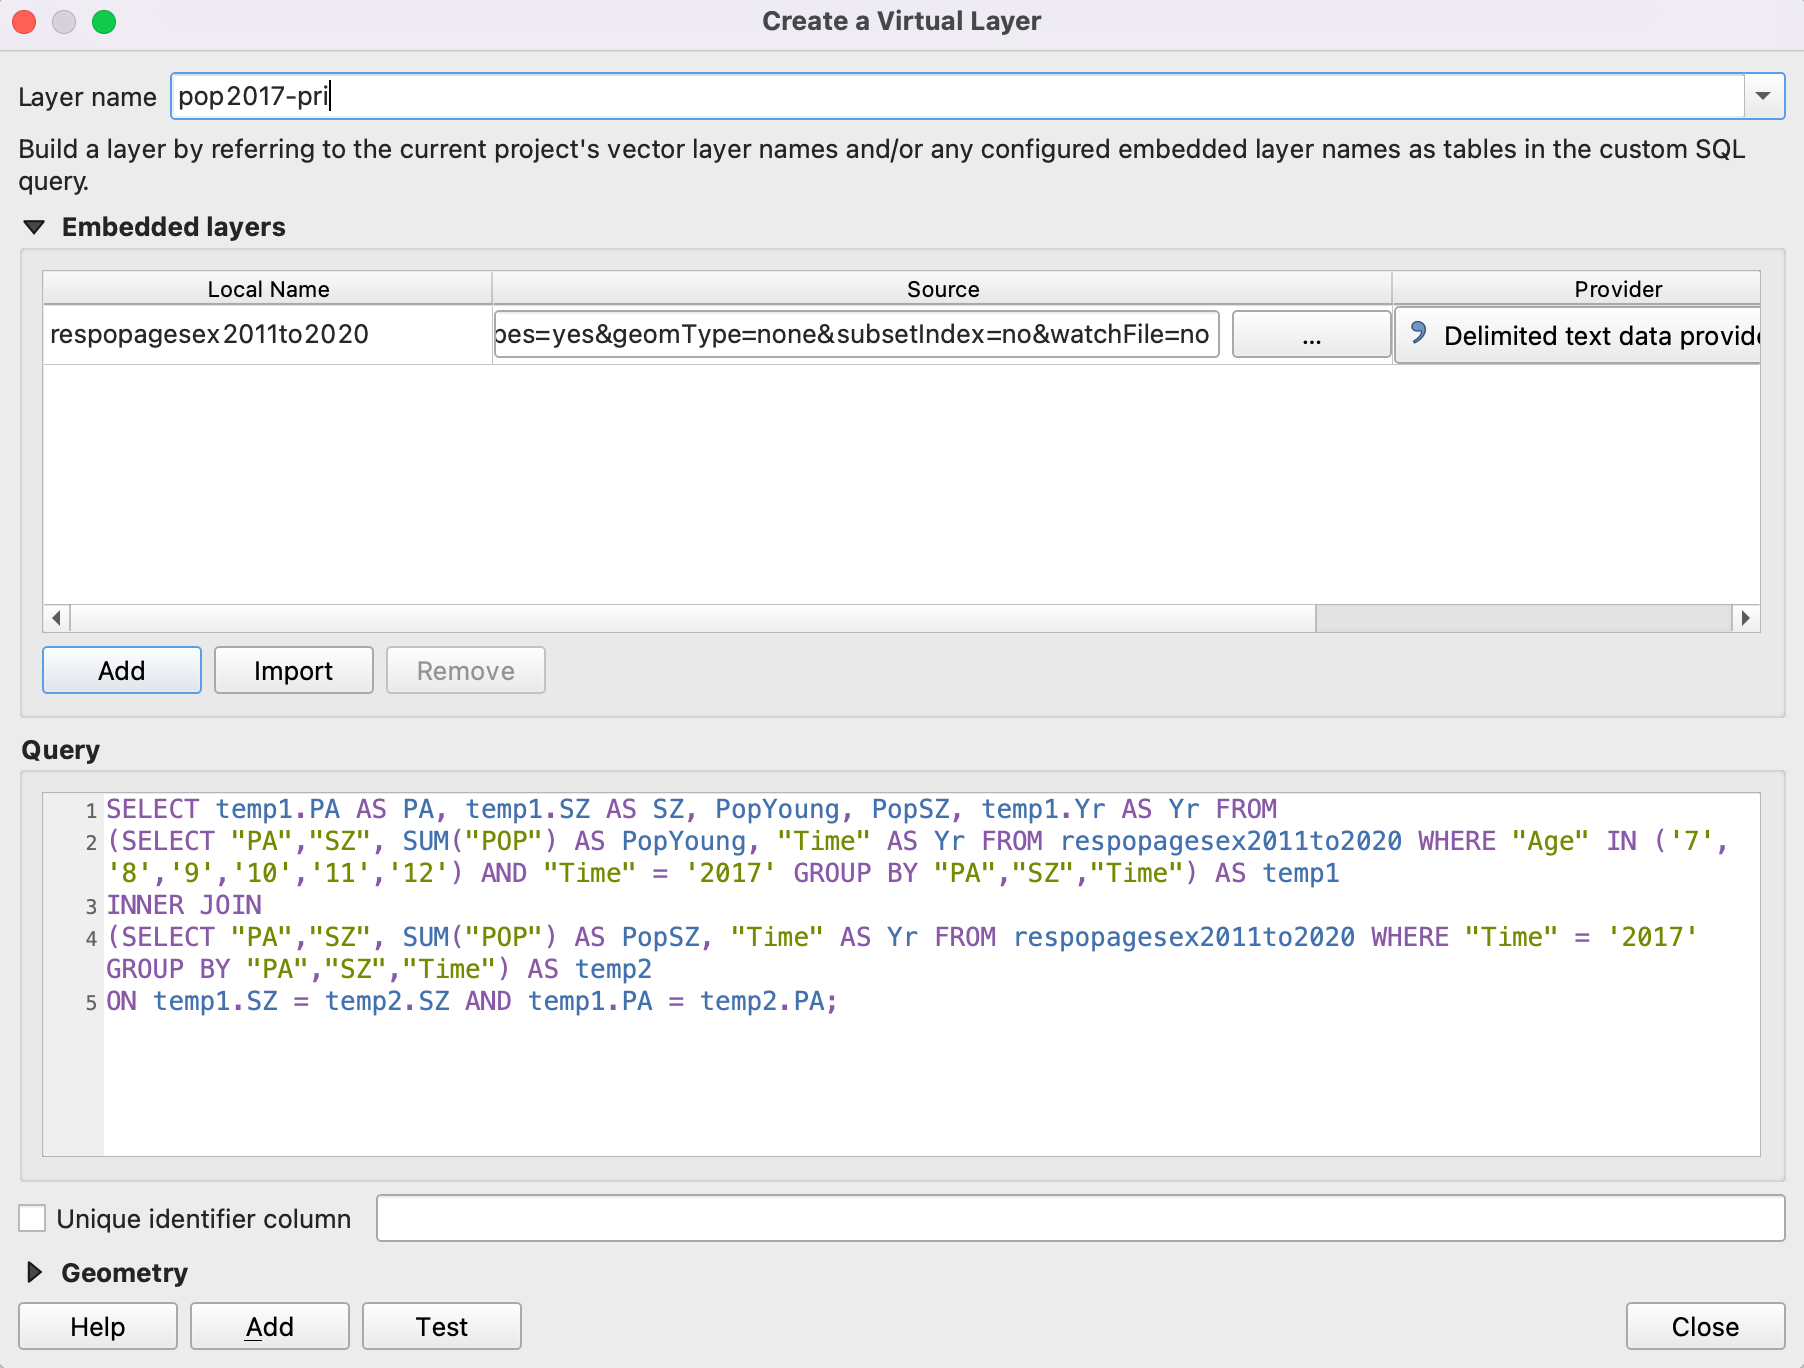 Create a Virtual Layer
Layer name pop2017-pri
Build a layer by referring to the current project's vector layer names and/or any configured embedded layer names as tables in the custom SQL
query.
Embedded layers
Local Name Source Provider
respopagesex2011to2020 pes=yes&geomType=none&subsetIndex=no&watchFile=no ... Delimited text data provide
Add Import Remove
Query
1 SELECT temp1.PA AS PA, temp1.SZ AS SZ, PopYoung, PopSZ, temp1.Yr AS Yr FROM
2 (SELECT "PA","SZ", SUM("POP") AS PopYoung, "Time" AS Yr FROM respopagesex2011to2020 WHERE "Age" IN ('7',
'8','9','10','11','12') AND "Time" = '2017' GROUP BY "PA","SZ","Time") AS temp1
3 INNER JOIN
4 (SELECT "PA","SZ", SUM("POP") AS PopSZ, "Time" AS Yr FROM respopagesex2011to2020 WHERE "Time" = '2017'
GROUP BY "PA","SZ","Time") AS temp2
5 ON temp1.SZ = temp2.SZ AND temp1.PA = temp2.PA;
Unique identifier column
Geometry
Help Add Test Close